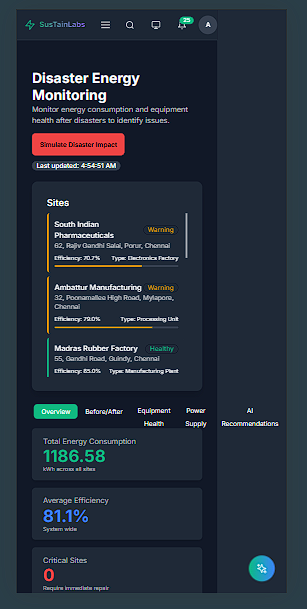 SusTainLabs
25
A
Disaster Energy
Monitoring
Monitor energy consumption and equipment
health after disasters to identify issues.
Simulate Disaster Impact
Last updated: 4:54:51 AM
Sites
South Indian
Pharmaceuticals
Warning
62, Rajiv Gandhi Salai, Porur, Chennai
Efficiency: 70.7% Type: Electronics Factory
Ambattur Manufacturing Warning
32, Poonamallee High Road, Mylapore,
Chennai
Efficiency: 79.0% Type: Processing Unit
Madras Rubber Factory Healthy
55, Gandhi Road, Guindy, Chennai
Efficiency: 85.0% Type: Manufacturing Plant
Overview
Before/After
Equipment
Health
Power
Supply
AI
Recommendations
Total Energy Consumption
1186.58
kWh across all sites
Average Efficiency
81.1%
System wide
Critical Sites
0
Require immediate repair